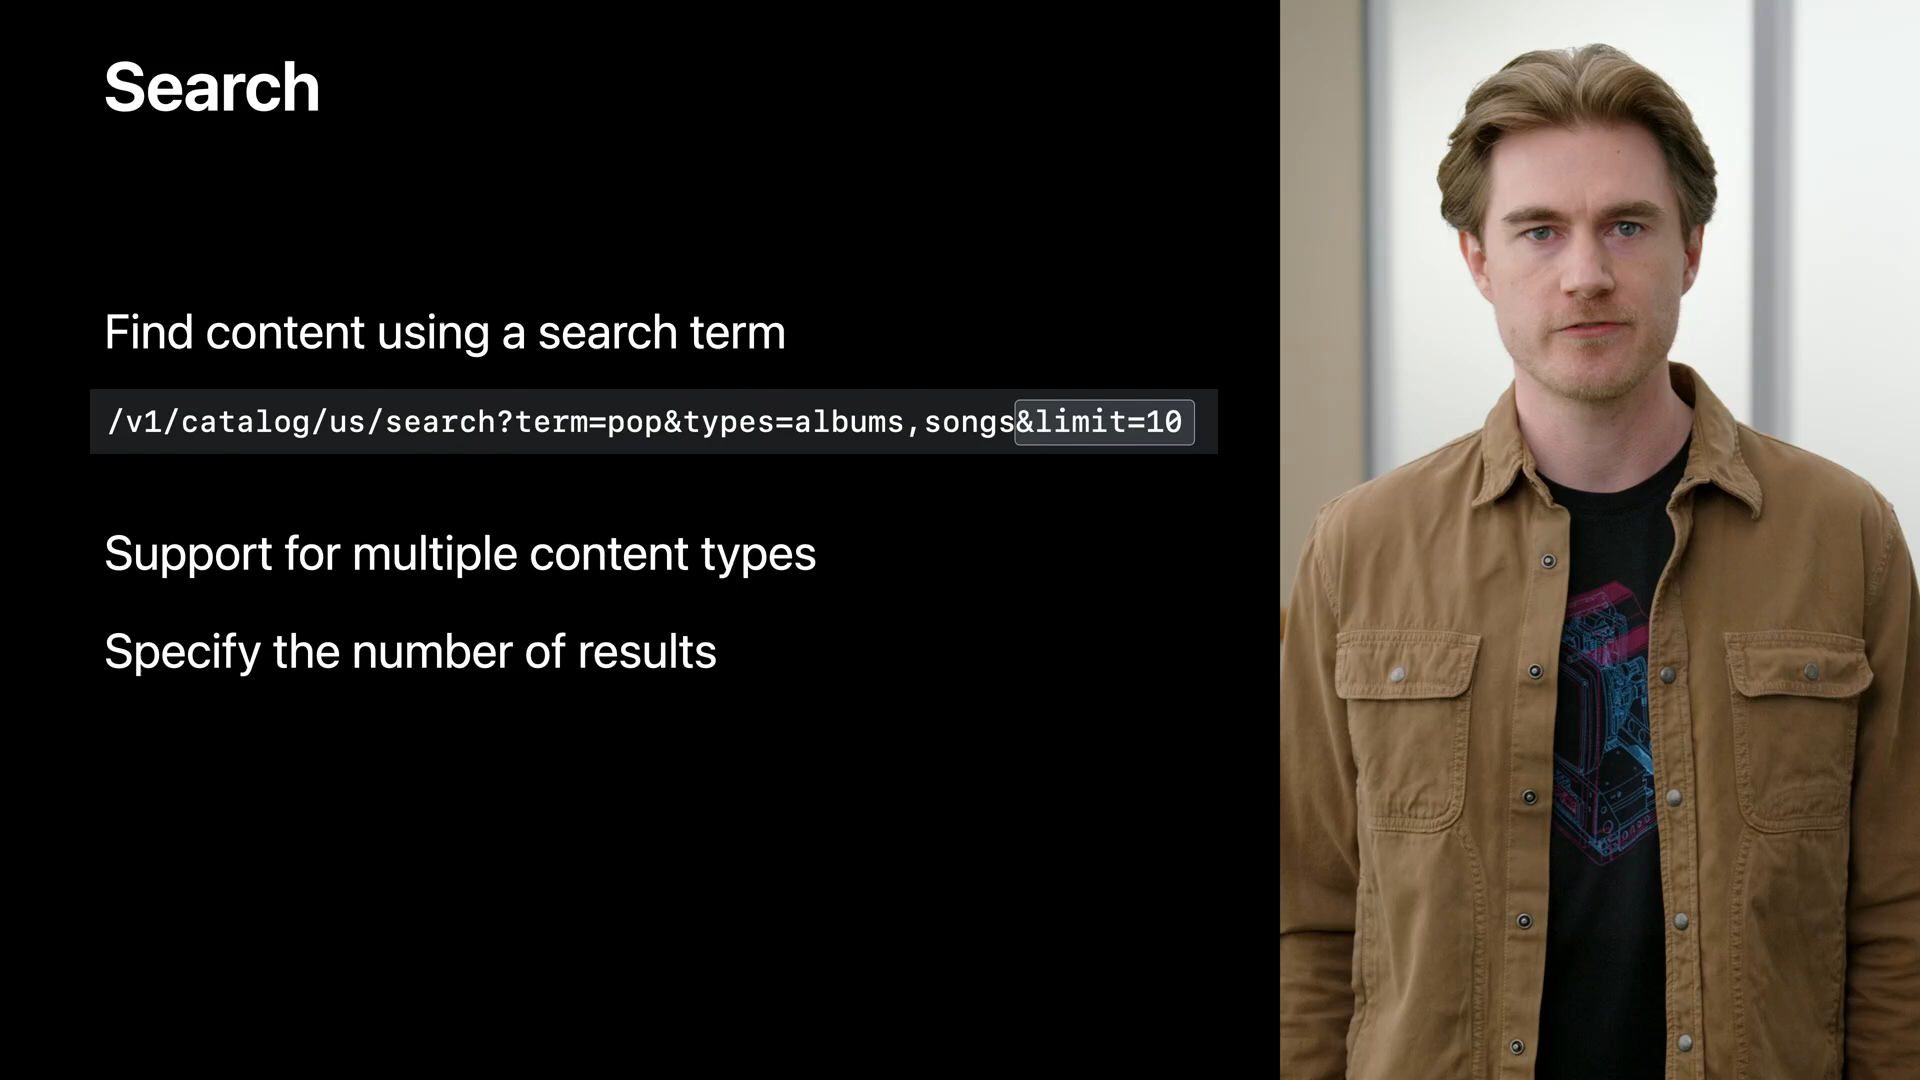 Search
Find content using a search term
/v1/catalog/us/search?term=pop&types=albums,songs&limit=10
Support for multiple content types
Specify the number of results